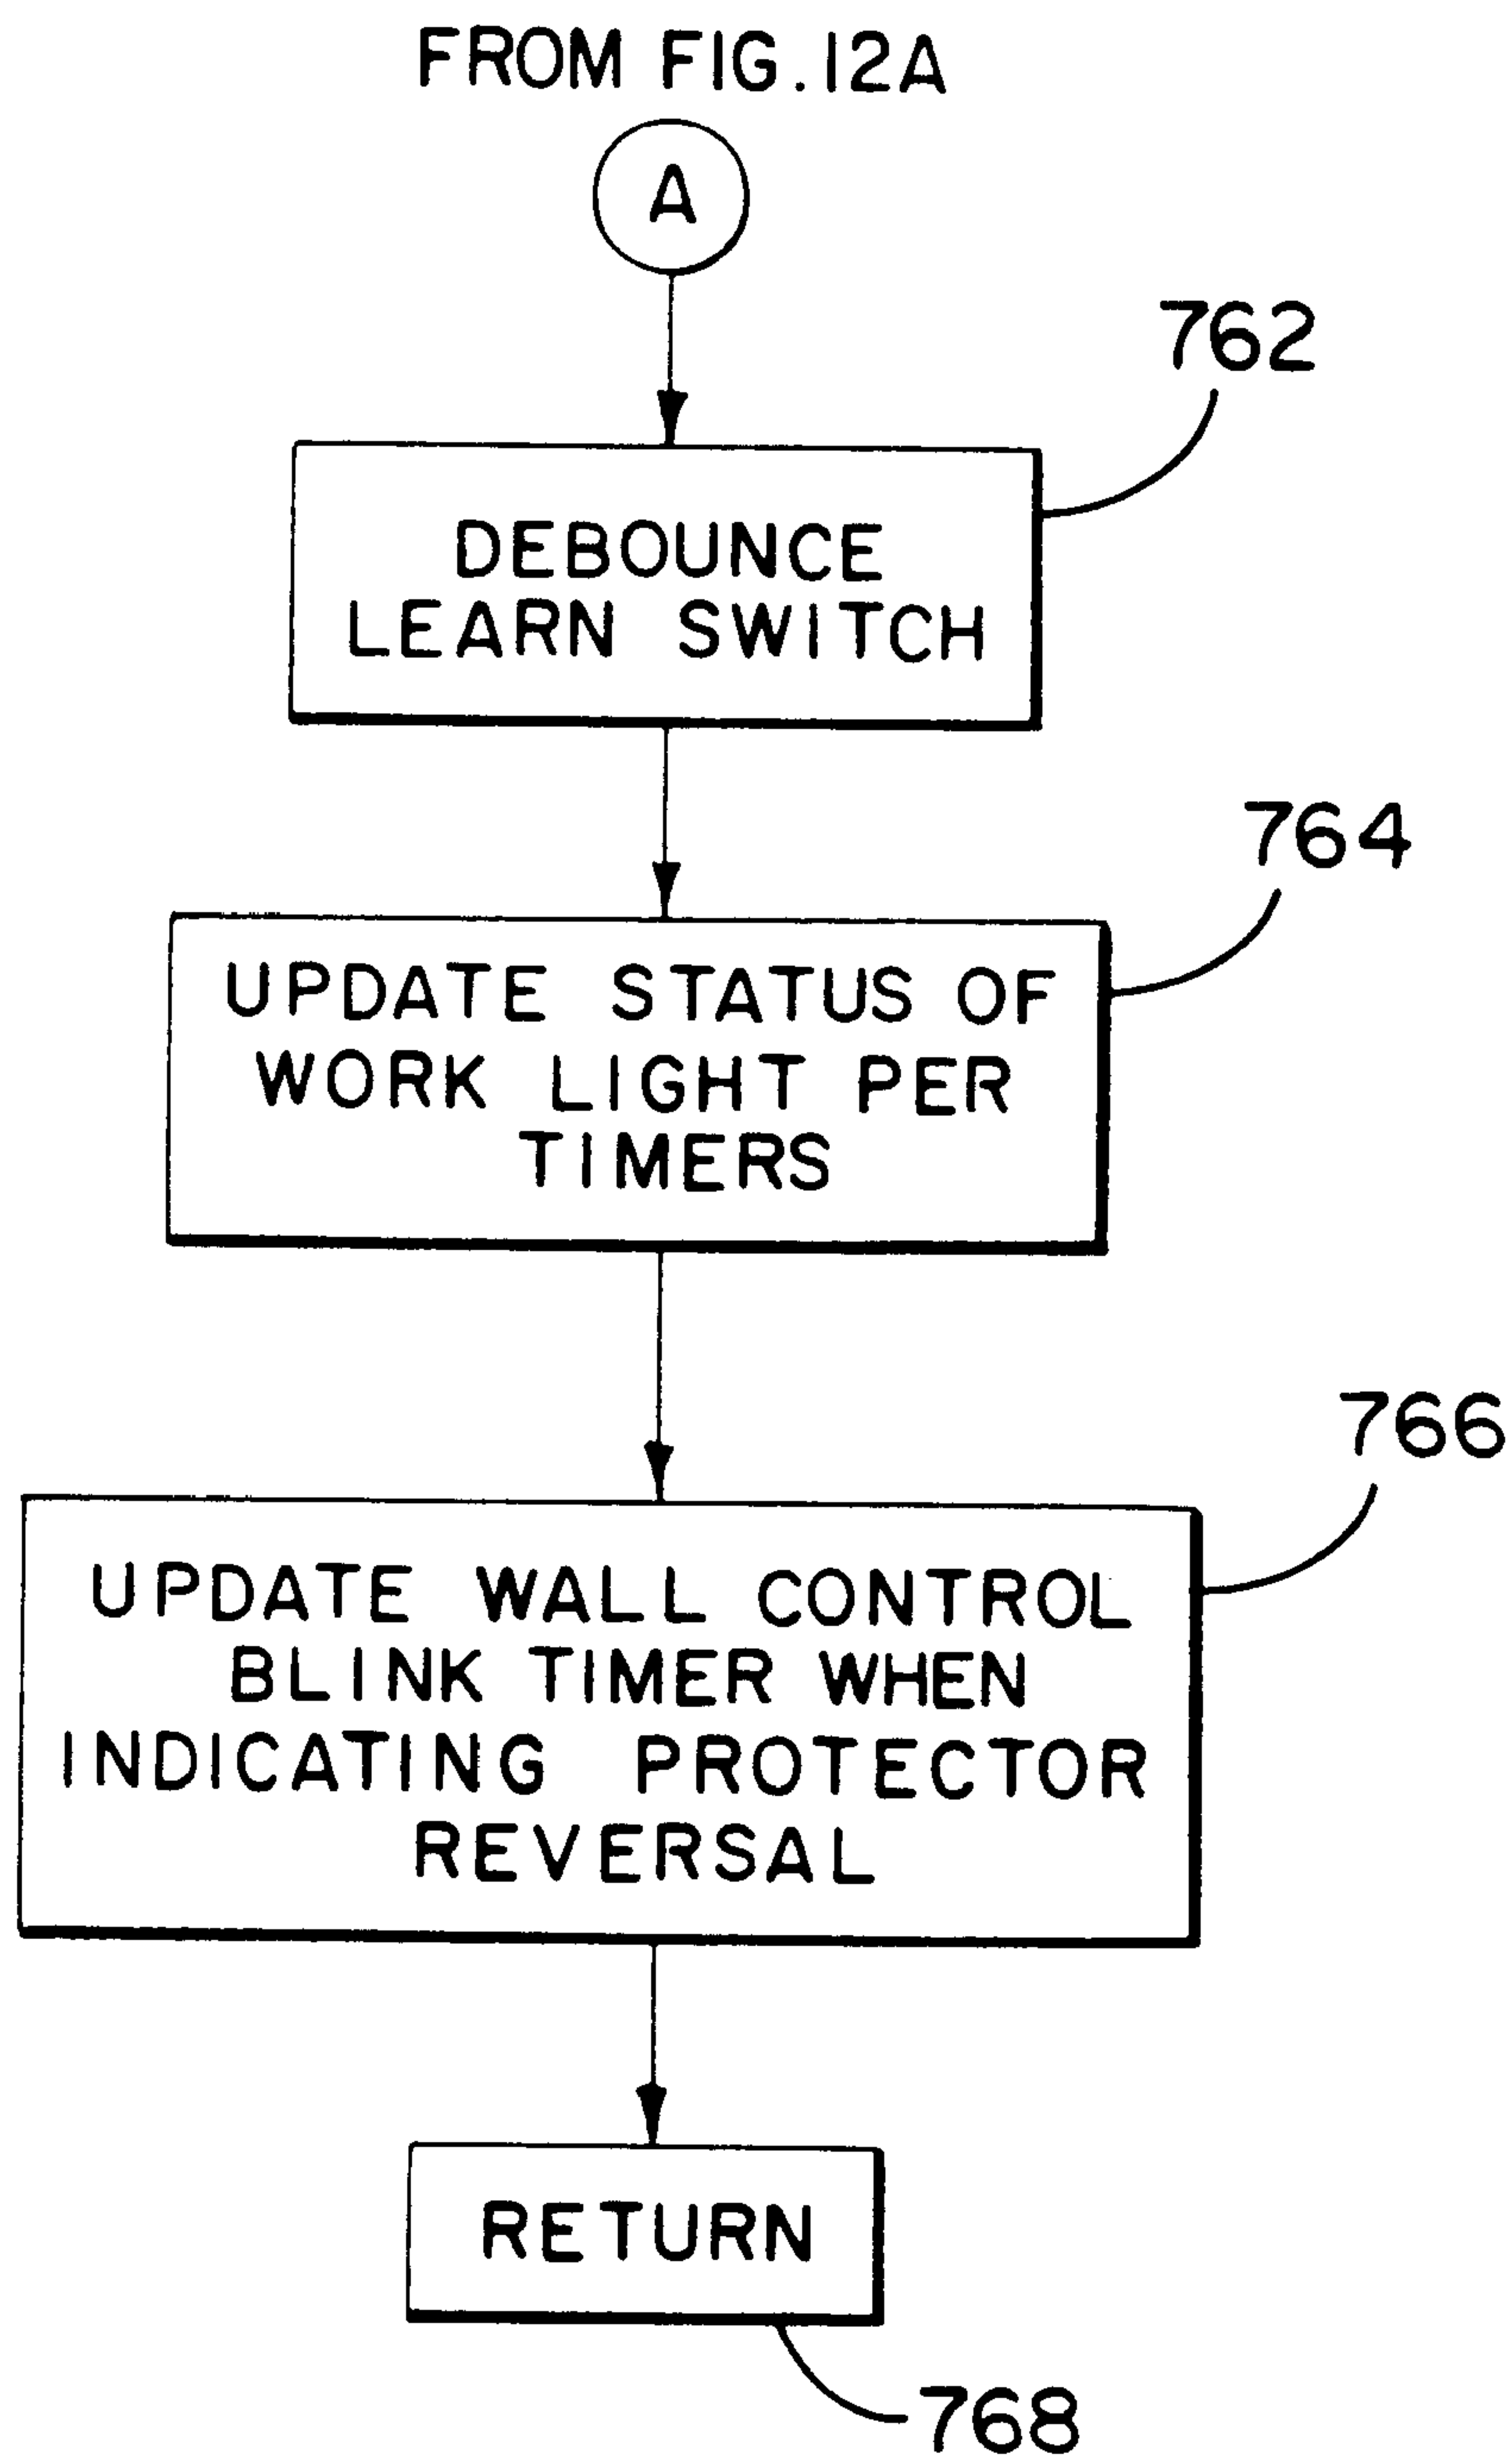 FROM FIG. 12A
A
762
DEBOUNCE
LEARN SWITCH
764
UPDATE STATUS OF
WORK LIGHT PER
TIMERS
766
UPDATE WALL CONTROL
BLINK TIMER WHEN
INDICATING PROTECTOR
REVERSAL
RETURN
768